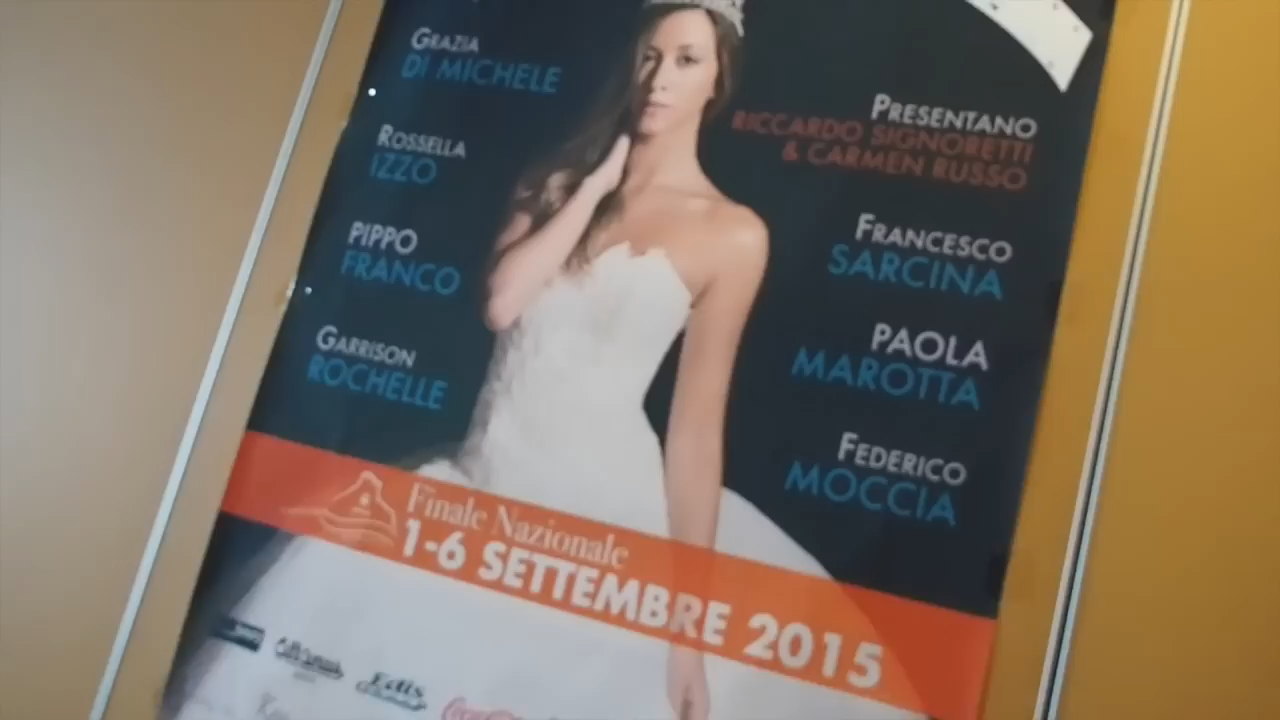 GRAZIA
DI MICHELE
ROSSELLA
IZZO
PIPPO
FRANCO
GARRISON
ROCHELLE
PRESENTANO
RICCARDO SIGNORETTI
& CARMEN RUSSO
FRANCESCO
SARCINA
PAOLA
MAROTTA
FEDERICO
MOCCIA
Finale Nazionale
1-6 SETTEMBRE 2015
Edis